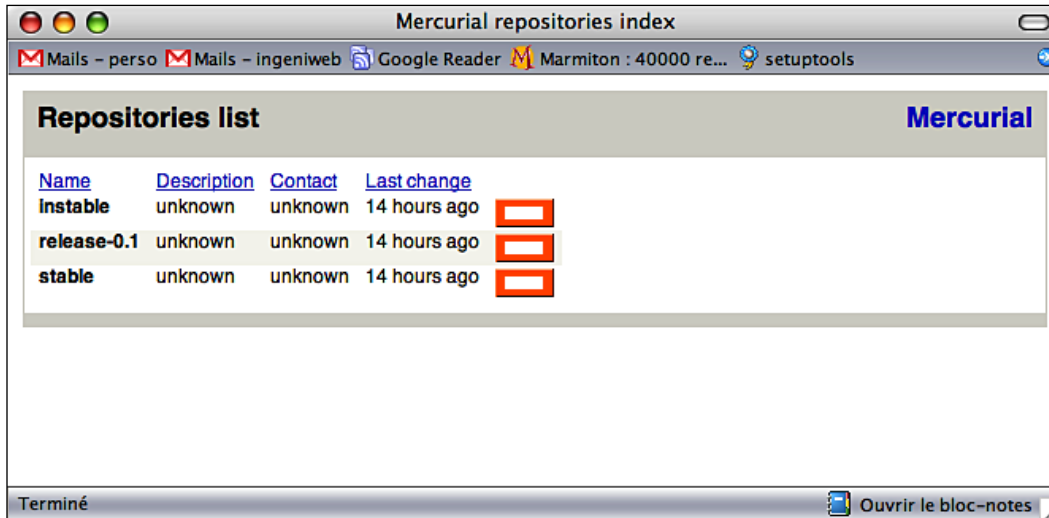 Mercurial repositories index
Mails - perso Mails - ingeniweb Google Reader Marmiton : 40000 re... setuptools
Repositories list Mercurial
Name Description Contact Last change
instable unknown unknown 14 hours ago
release-0.1 unknown unknown 14 hours ago
stable unknown unknown 14 hours ago
Terminé Ouvrir le bloc-notes